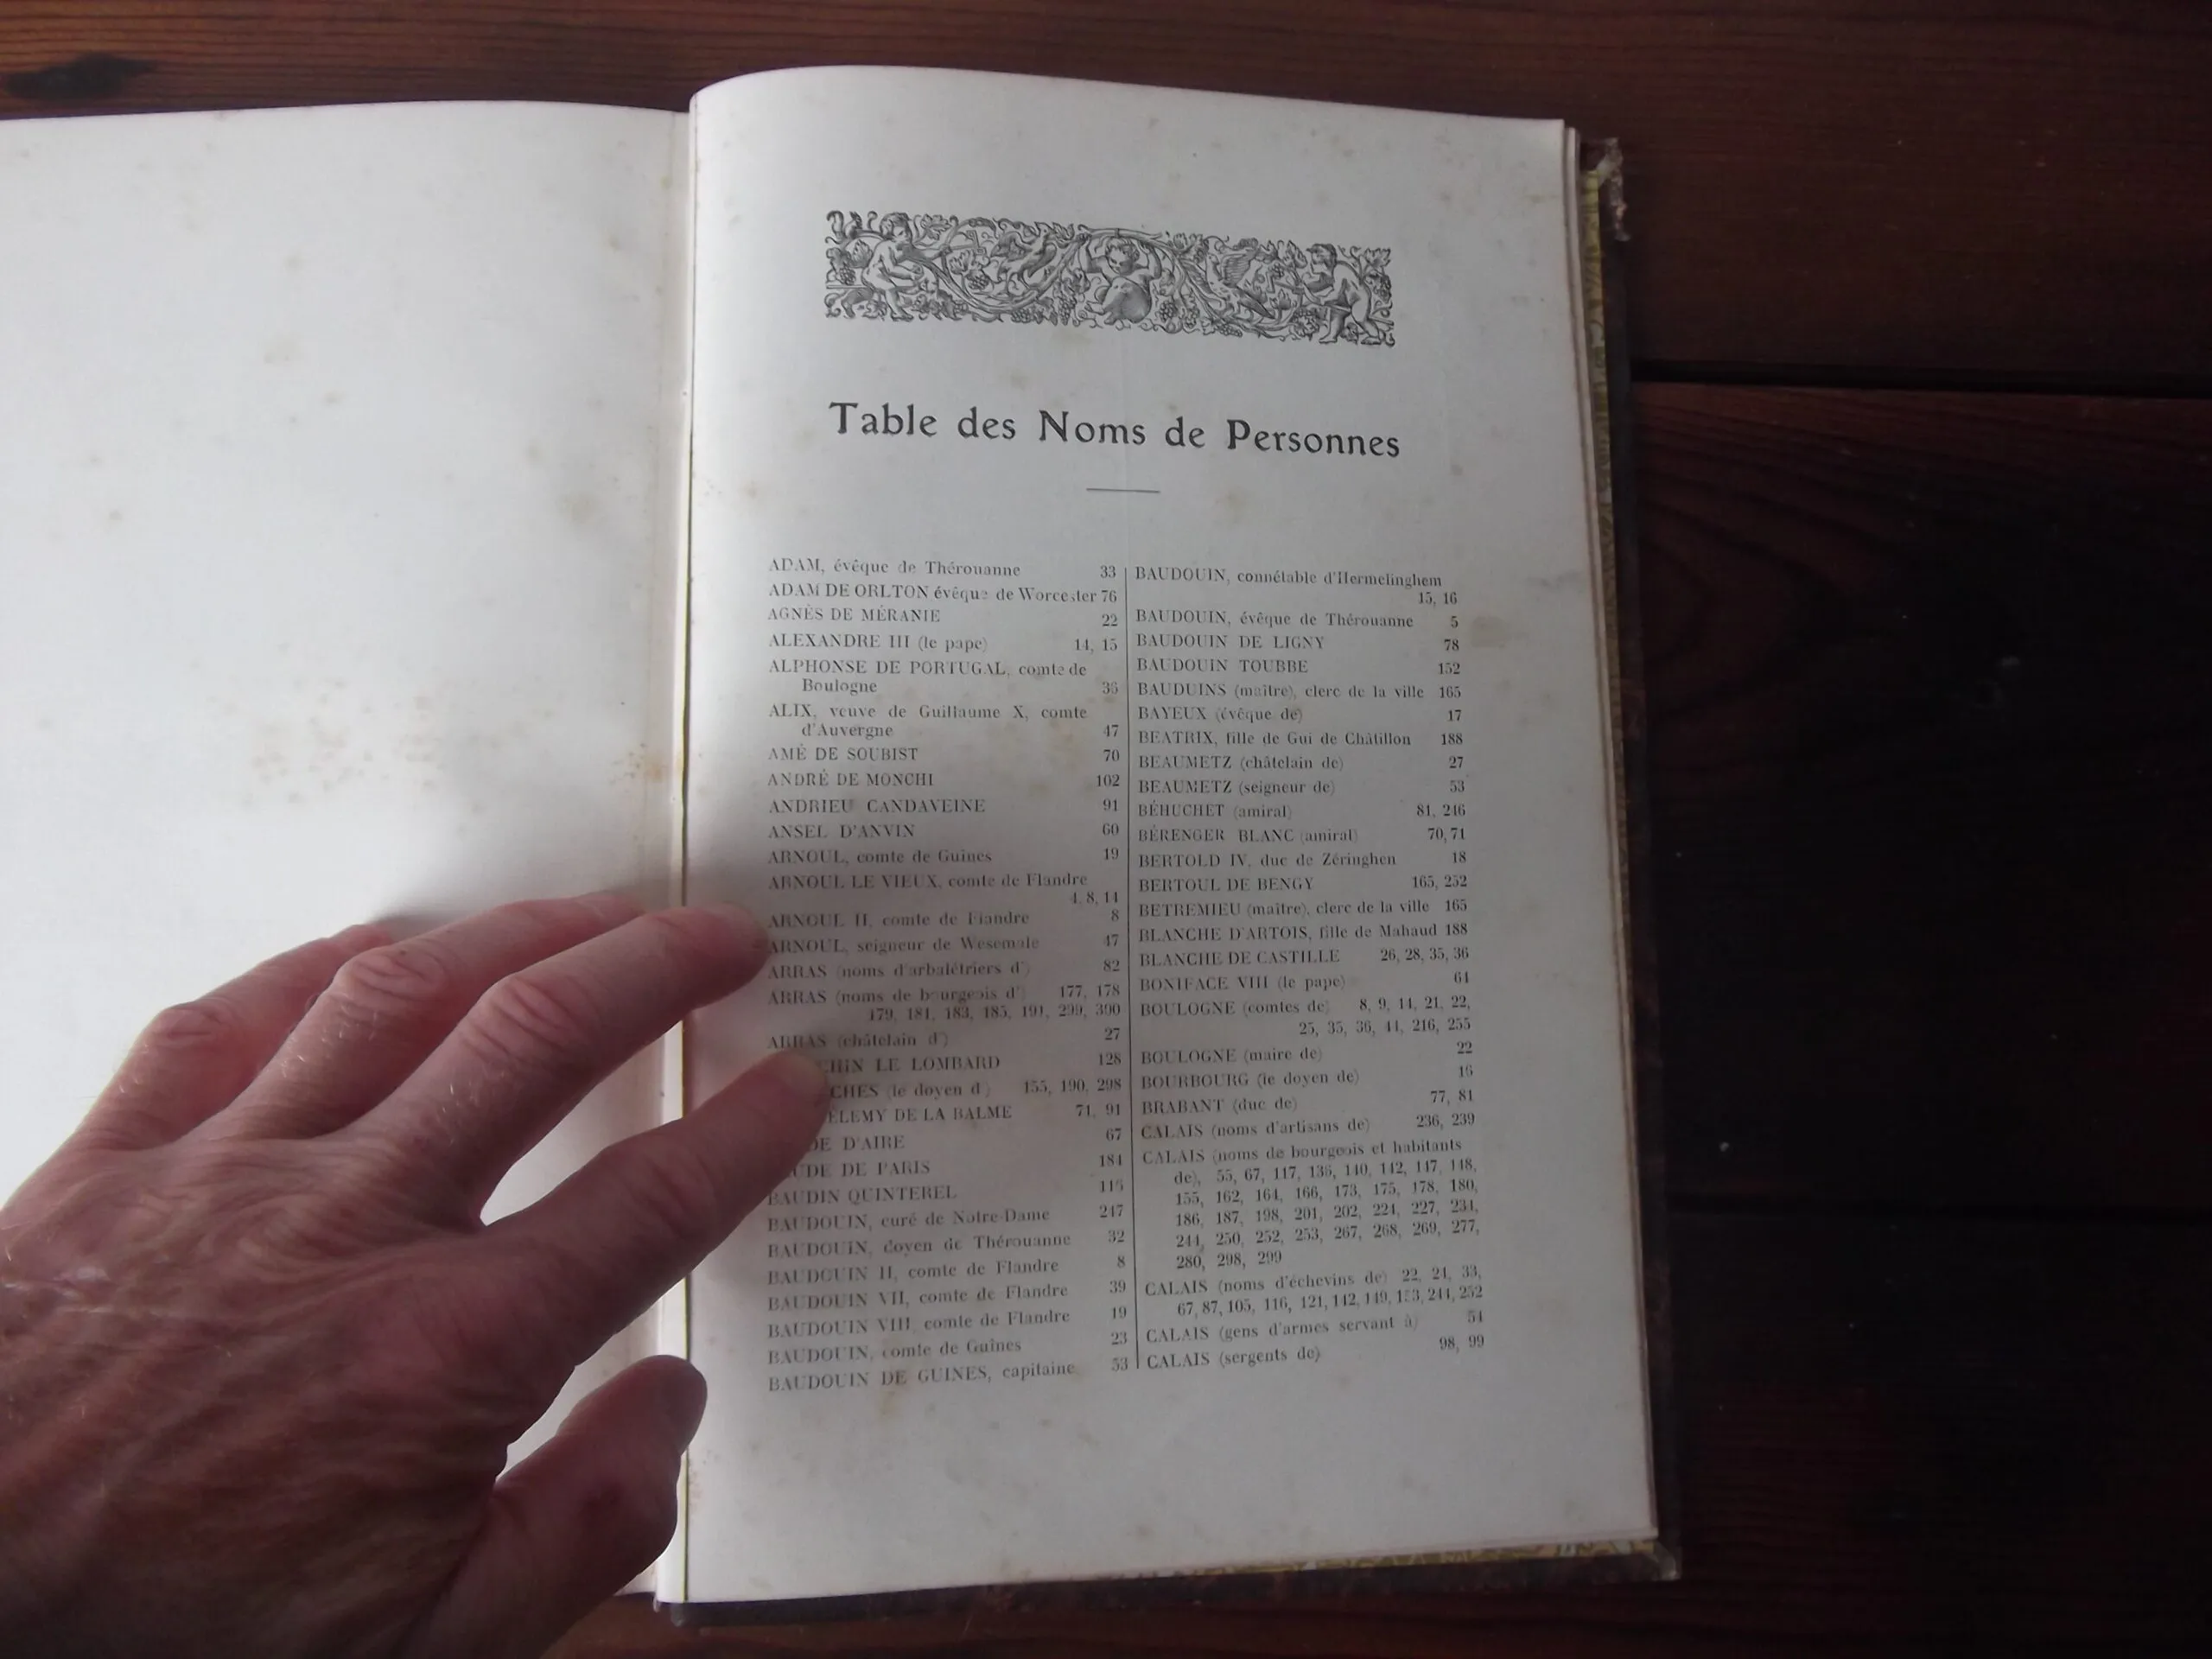 Table des Noms de Personnes
ADAM, évêque de Thérouanne 33
ADAM DE ORLTON évêque de Worcester 76
AGNÈS DE MÉRANIE 22
ALEXANDRE III (le pape) 14, 15
ALPHONSE DE PORTUGAL, comte de
Boulogne 36
ALIX, veuve de Guillaume X, comte
d'Auvergne 47
AMÉ DE SOUBIST 70
ANDRÉ DE MONCHI 102
ANDRIEU CANDAVEINE 91
ANSEL D'ANVIN 60
ARNOUL, comte de Guines 19
ARNOUL LE VIEUX, comte de Flandre
4, 8, 14
ARNOUL II, comte de Flandre 8
ARNOUL, seigneur de Wesemale 47
ARRAS (noms d'arbalétriers d') 82
ARRAS (noms de bourgeois d') 177, 178
179, 181, 183, 185, 191, 299, 300
ARRAS (châtelain d') 27
CHIN LE LOMBARD 128
CHES (le doyen d') 155, 190, 298
ÉLEMY DE LA BALME 71, 91
DE D'AIRE 67
UDE DE PARIS 184
BAUDIN QUINTEREL 116
BAUDOUIN, curé de Notre-Dame 247
BAUDOUIN, doyen de Thérouanne 32
BAUDOUIN II, comte de Flandre 8
BAUDOUIN VII, comte de Flandre 39
BAUDOUIN VIII, comte de Flandre 19
BAUDOUIN, comte de Guînes 23
BAUDOUIN DE GUINES, capitaine 53
BAUDOUIN, connétable d'Hermelinghem
15, 16
BAUDOUIN, évêque de Thérouanne 5
BAUDOUIN DE LIGNY 78
BAUDOUIN TOUBBE 152
BAUDUINS (maître), clerc de la ville 165
BAYEUX (évêque de) 17
BEATRIX, fille de Gui de Châtillon 188
BEAUMETZ (châtelain de) 27
BEAUMETZ (seigneur de) 53
BÉHUCHET (amiral) 81, 246
BÉRENGER BLANC (amiral) 70, 71
BERTOLD IV, duc de Zéringhen 18
BERTOUL DE BENGY 165, 252
BETREMIEU (maître), clerc de la ville 165
BLANCHE D'ARTOIS, fille de Mahaud 188
BLANCHE DE CASTILLE 26, 28, 35, 36
BONIFACE VIII (le pape) 64
BOULOGNE (comtes de) 8, 9, 14, 21, 22,
25, 35, 36, 44, 216, 255
BOULOGNE (maire de) 22
BOURBOURG (le doyen de) 16
BRABANT (duc de) 77, 81
CALAIS (noms d'artisans de) 236, 239
CALAIS (noms de bourgeois et habitants
de), 55, 67, 117, 136, 140, 142, 147, 148,
155, 162, 164, 166, 173, 175, 178, 180,
186, 187, 198, 201, 202, 224, 227, 231,
244, 250, 252, 253, 267, 268, 269, 277,
280, 298, 299
CALAIS (noms d'échevins de) 22, 24, 33,
67, 87, 105, 116, 121, 142, 149, 153, 244, 252
CALAIS (gens d'armes servant à) 54
CALAIS (sergents de) 98, 99